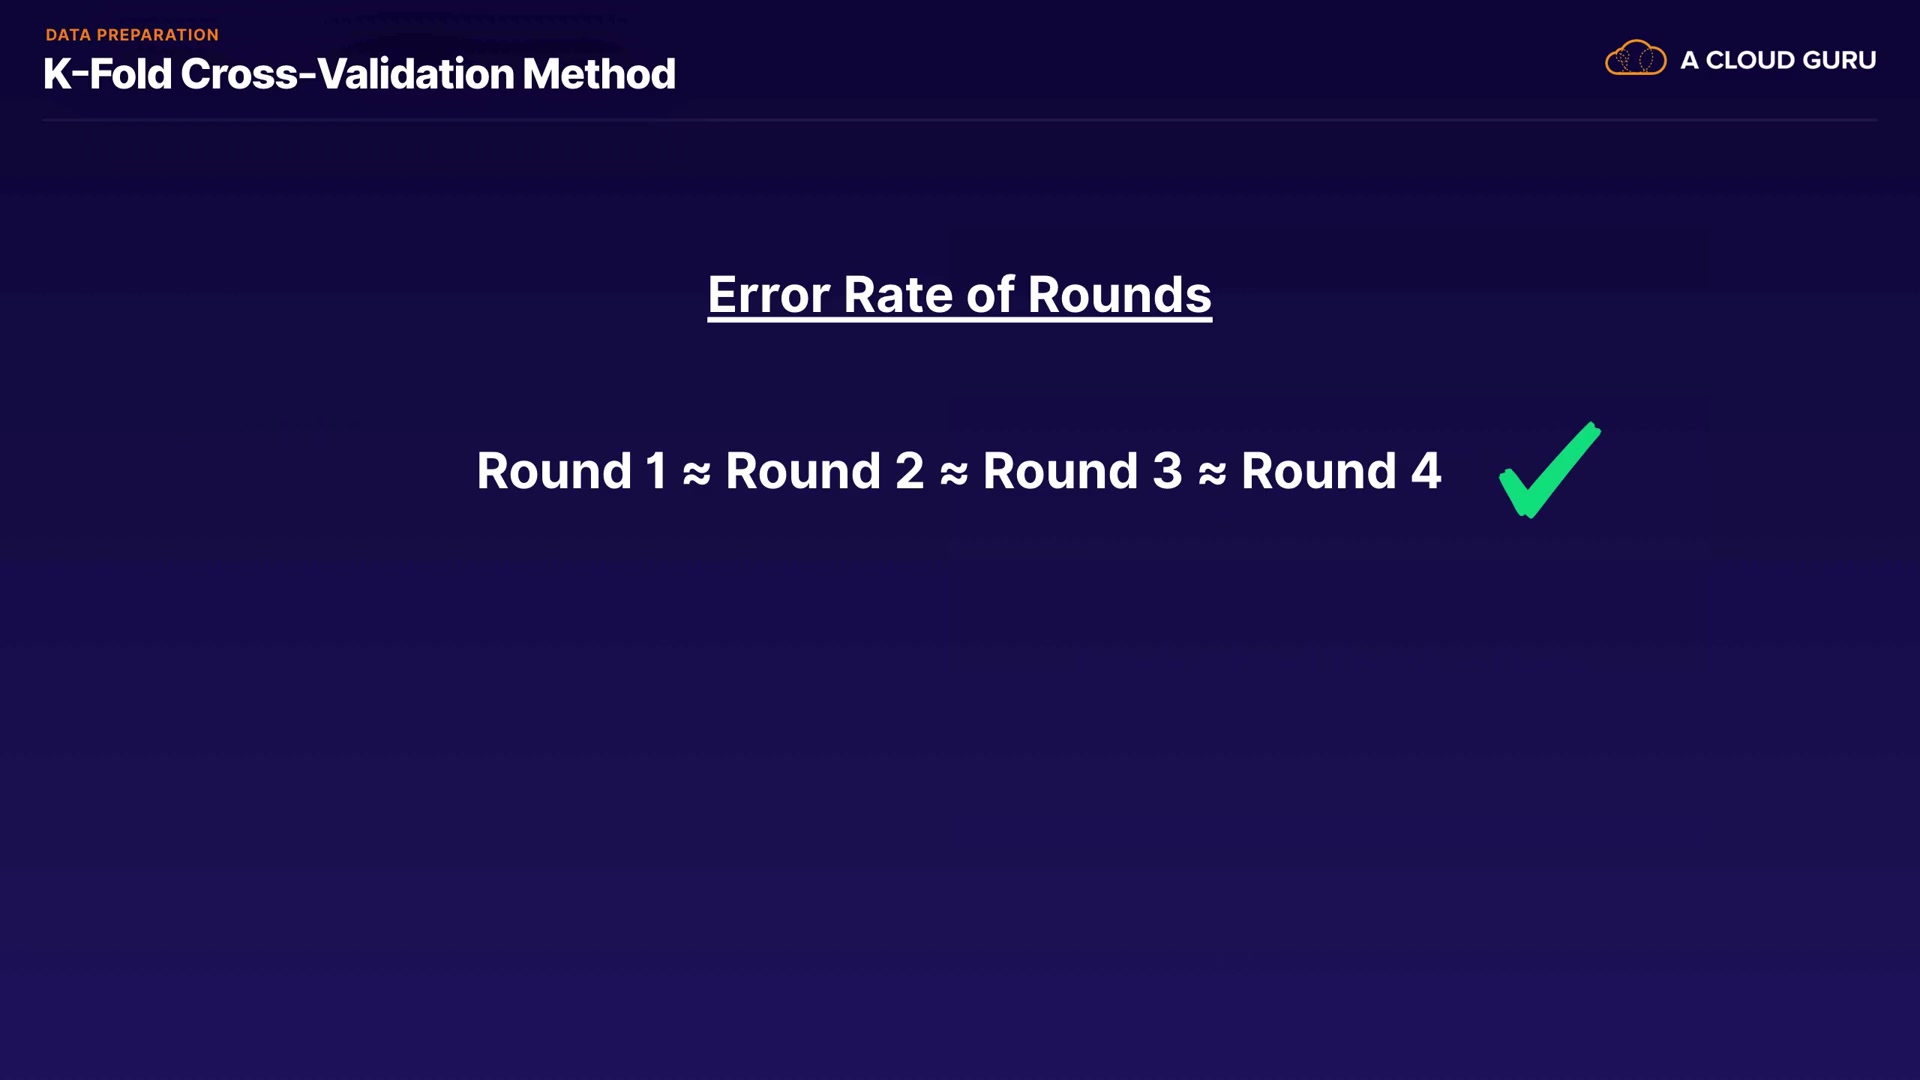 DATA PREPARATION
K-Fold Cross-Validation Method
A CLOUD GURU
Error Rate of Rounds
Round 1 ≈ Round 2 ≈ Round 3 ≈ Round 4